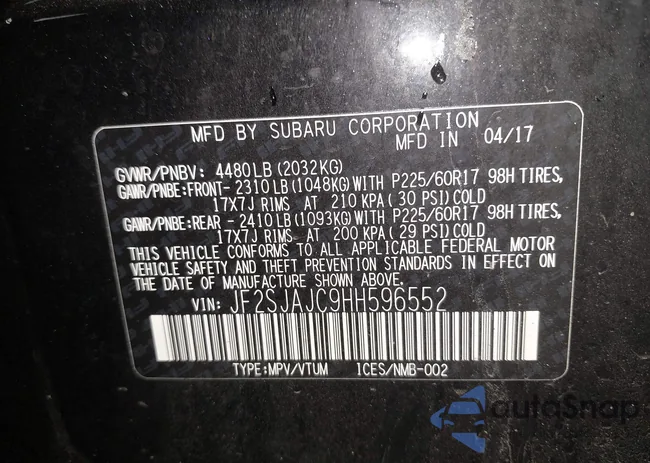 MFD BY SUBARU CORPORATION
MFD IN 04/17
GVWR/PNBV: 4480LB (2032KG)
GAWR/PNBE:FRONT- 2310 LB (1048KG) WITH P225/60R17 98H TIRES,
17X7J RIMS AT 210 KPA ( 30 PSI) COLD
GAWR/PNBE:REAR - 2410 LB (1093KG) WITH P225/60R17 98H TIRES,
17X7J RIMS AT 200 KPA ( 29 PSI) COLD
THIS VEHICLE CONFORMS TO ALL APPLICABLE FEDERAL MOTOR
VEHICLE SAFETY AND THEFT PREVENTION STANDARDS IN EFFECT ON
THE DATE OF MANUFACTURE SHOWN ABOVE.
VIN: JF2SJAJC9HH596552
TYPE:MPV/VTUM ICES/NMB-002
autoSnap